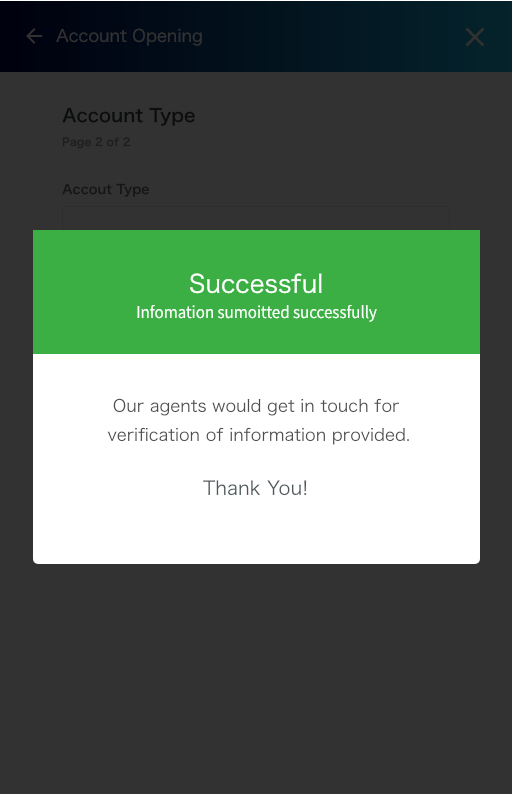 Account Opening
Account Type
Page 2 of 2
Accout Type
Successful
Infomation sumoitted successfully
Our agents would get in touch for
verification of information provided.
Thank You!